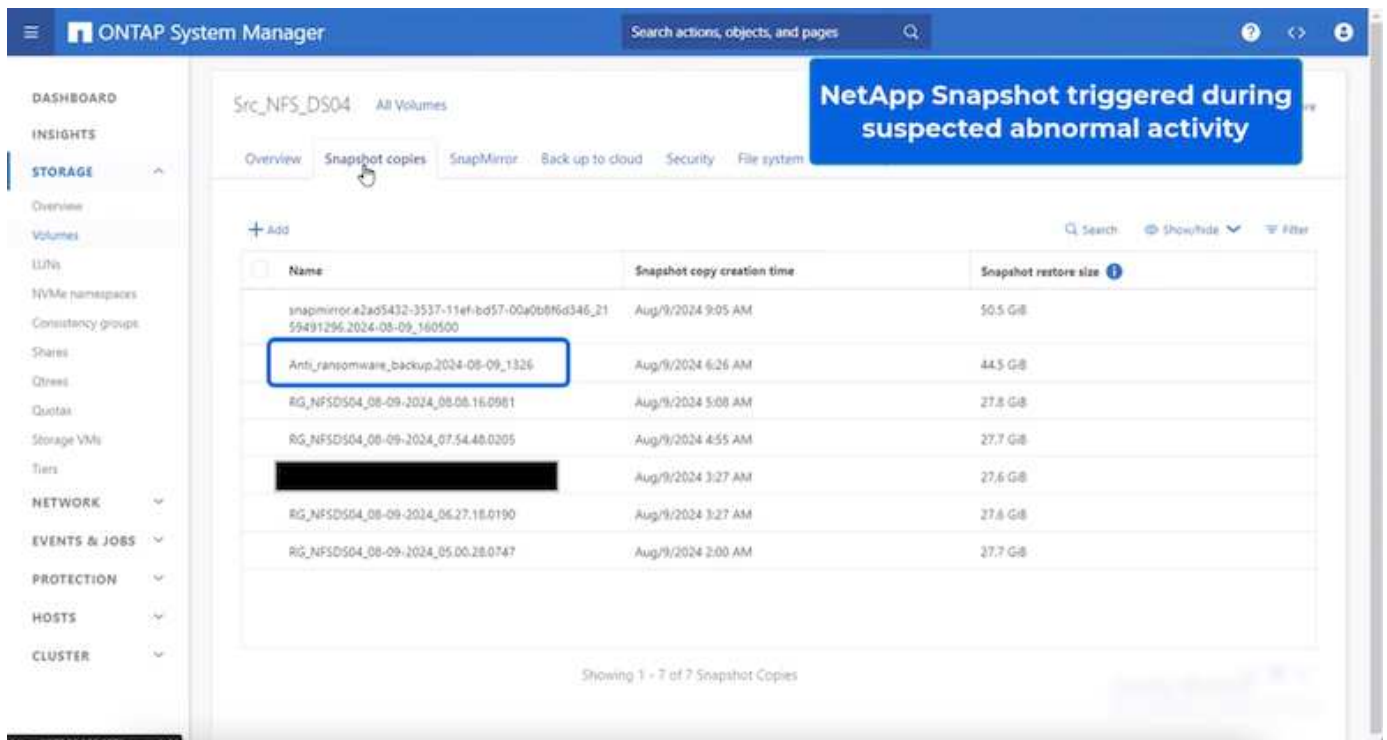 ONTAP System Manager
Search actions, objects, and pages
NetApp Snapshot triggered during
suspected abnormal activity
DASHBOARD
INSIGHTS
STORAGE
Overview
Volumes
LUNs
NVMe namespaces
Consistency groups
Shares
Qtrees
Quotas
Storage VMs
Tiers
NETWORK
EVENTS & JOBS
PROTECTION
HOSTS
CLUSTER
Src_NFS_DS04 All Volumes
Overview Snapshot copies SnapMirror Back up to cloud Security File system
Add Search Show/hide Filter
Name Snapshot copy creation time Snapshot restore size
snapmirror.e2ad5432-3537-11ef-bd57-00a0b8f6d346_21
59491296.2024-08-09_160500 Aug/9/2024 9:05 AM 50.5 GiB
Anti_ransomware_backup.2024-08-09_1326 Aug/9/2024 6:26 AM 44.5 GiB
RG_NFSDS04_08-09-2024_08.08.16.0981 Aug/9/2024 5:08 AM 27.8 GiB
RG_NFSDS04_08-09-2024_07.54.48.0205 Aug/9/2024 4:55 AM 27.7 GiB
Aug/9/2024 3:27 AM 27.6 GiB
RG_NFSDS04_08-09-2024_06.27.18.0190 Aug/9/2024 3:27 AM 27.6 GiB
RG_NFSDS04_08-09-2024_05.00.28.0747 Aug/9/2024 2:00 AM 27.7 GiB
Showing 1 - 7 of 7 Snapshot Copies